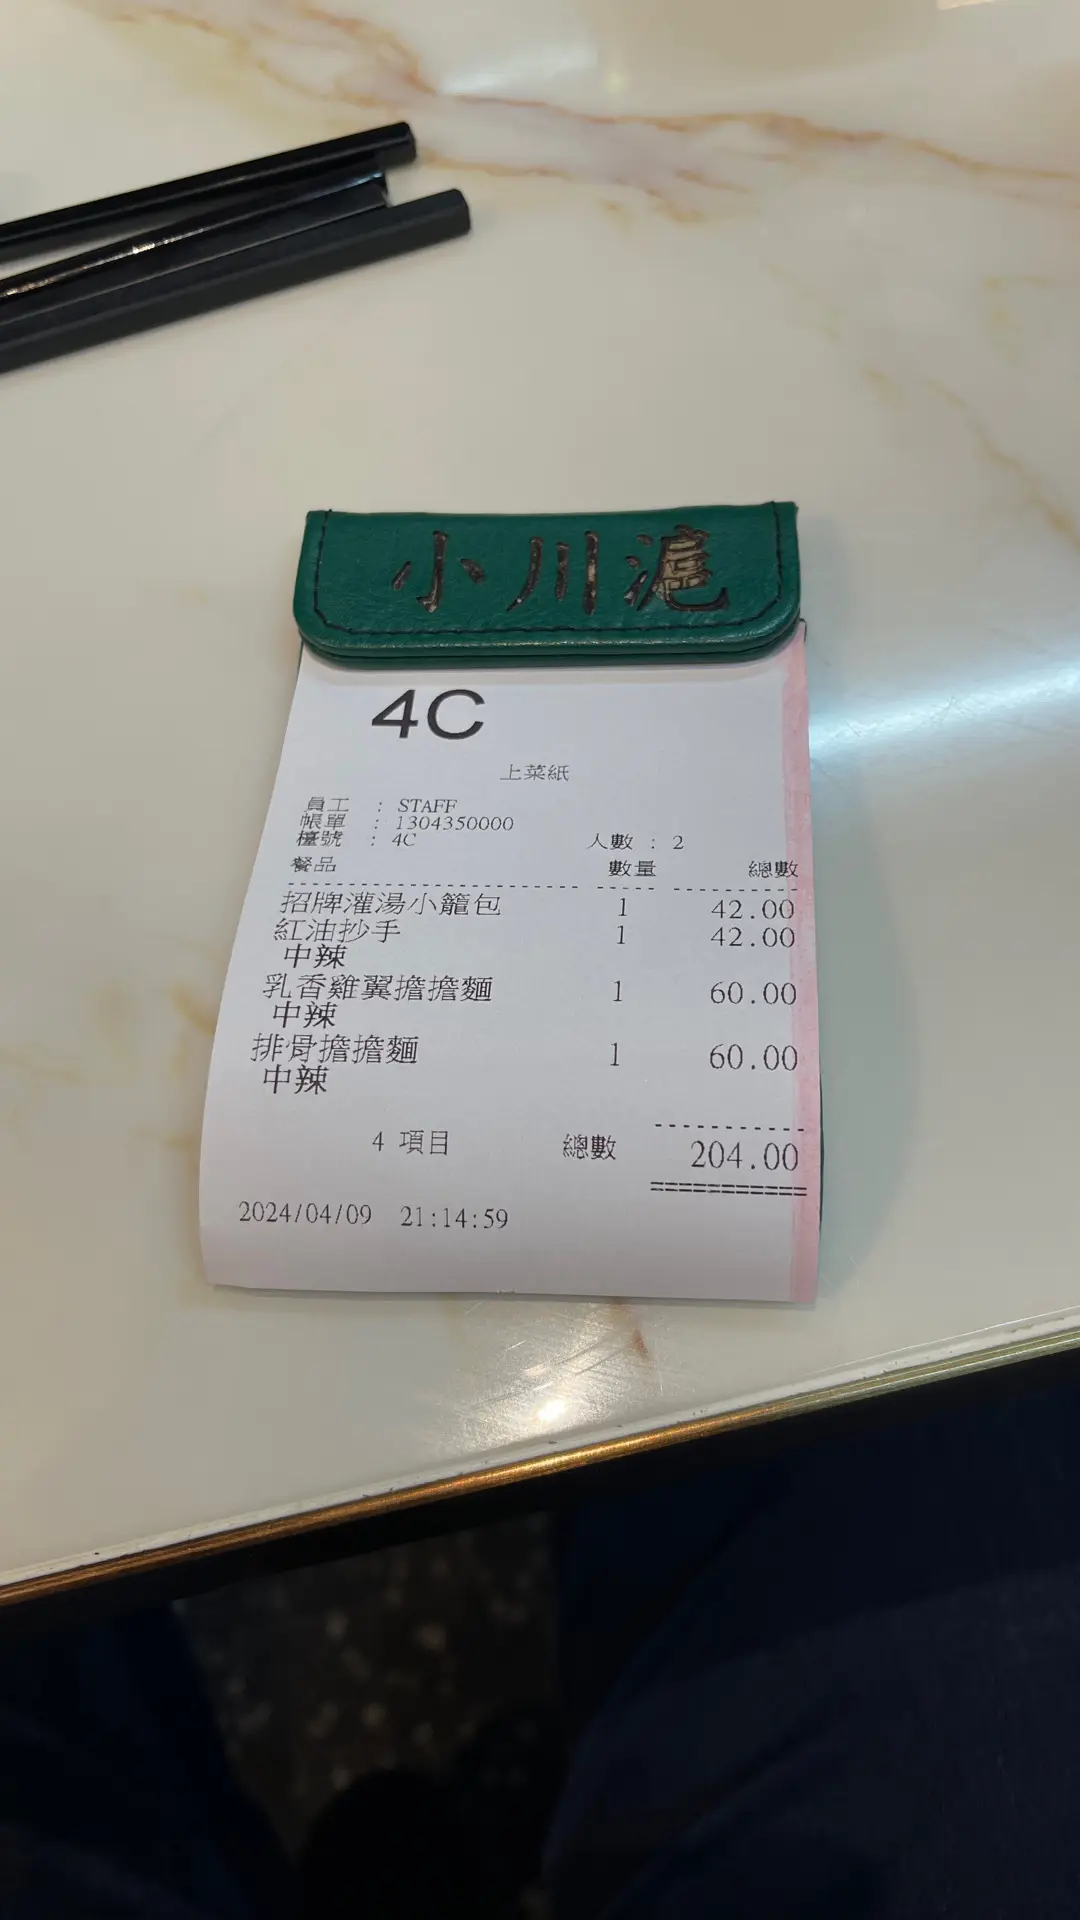 小川滬
4C
上菜紙
員工 : STAFF
帳單 : 1304350000
檯號 : 4C 人數 : 2
餐品 數量 總數
招牌灌湯小籠包 1 42.00
紅油抄手 1 42.00
中辣
乳香雞翼擔擔麵 1 60.00
中辣
排骨擔擔麵 1 60.00
中辣
4 項目 總數 204.00
2024/04/09 21:14:59